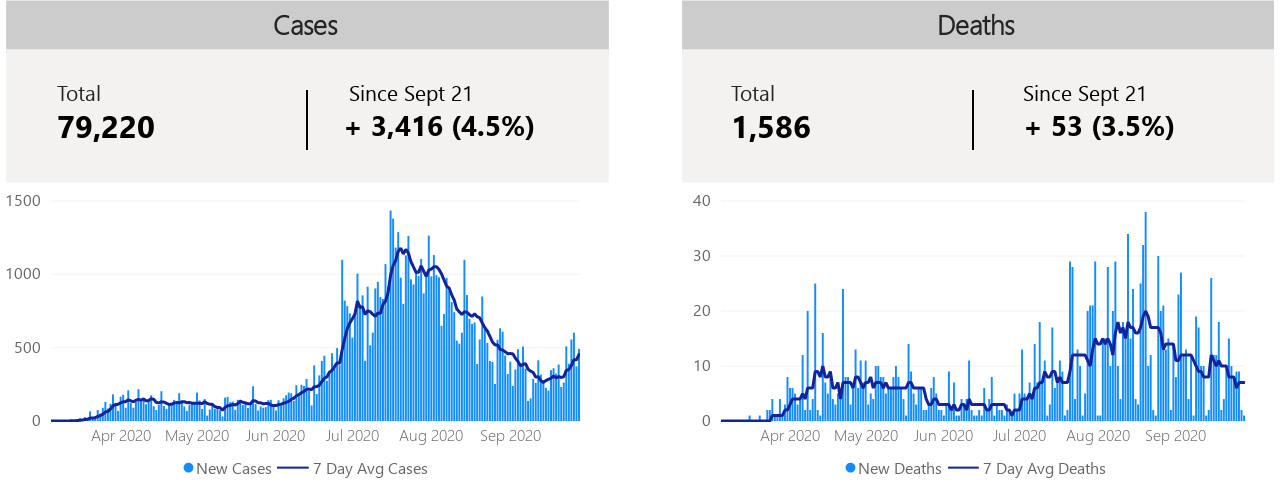 Cases
Total
79,220
Since Sept 21
+ 3,416 (4.5%)
1500
1000
500
0
Apr 2020 May 2020 Jun 2020 Jul 2020 Aug 2020 Sep 2020
New Cases 7 Day Avg Cases
Deaths
Total
1,586
Since Sept 21
+ 53 (3.5%)
40
30
20
10
0
Apr 2020 May 2020 Jun 2020 Jul 2020 Aug 2020 Sep 2020
New Deaths 7 Day Avg Deaths